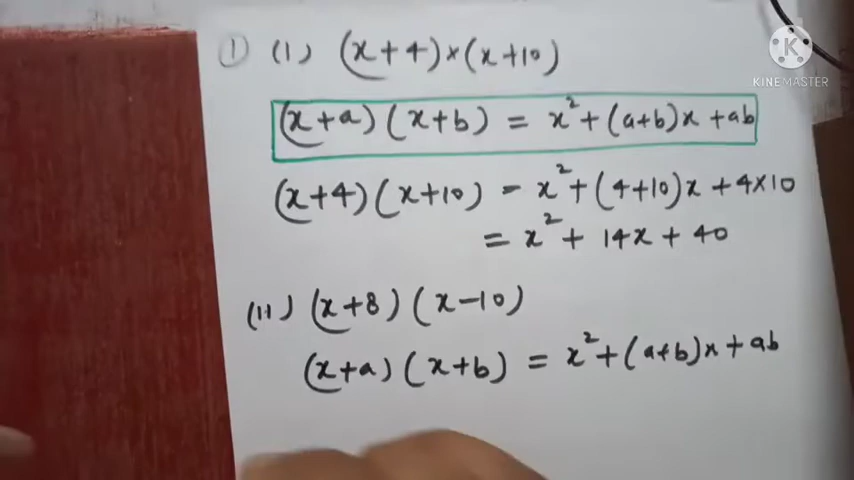 ① (I) (x+4)×(x+10)
KINEMASTER
(x+a)(x+b) = x²+(a+b)x+ab
(x+4)(x+10) - x²+(4+10)x+4×10
= x²+14x+40
(II) (x+8)(x-10)
(x+a)(x+b) = x²+(a+b)x+ab